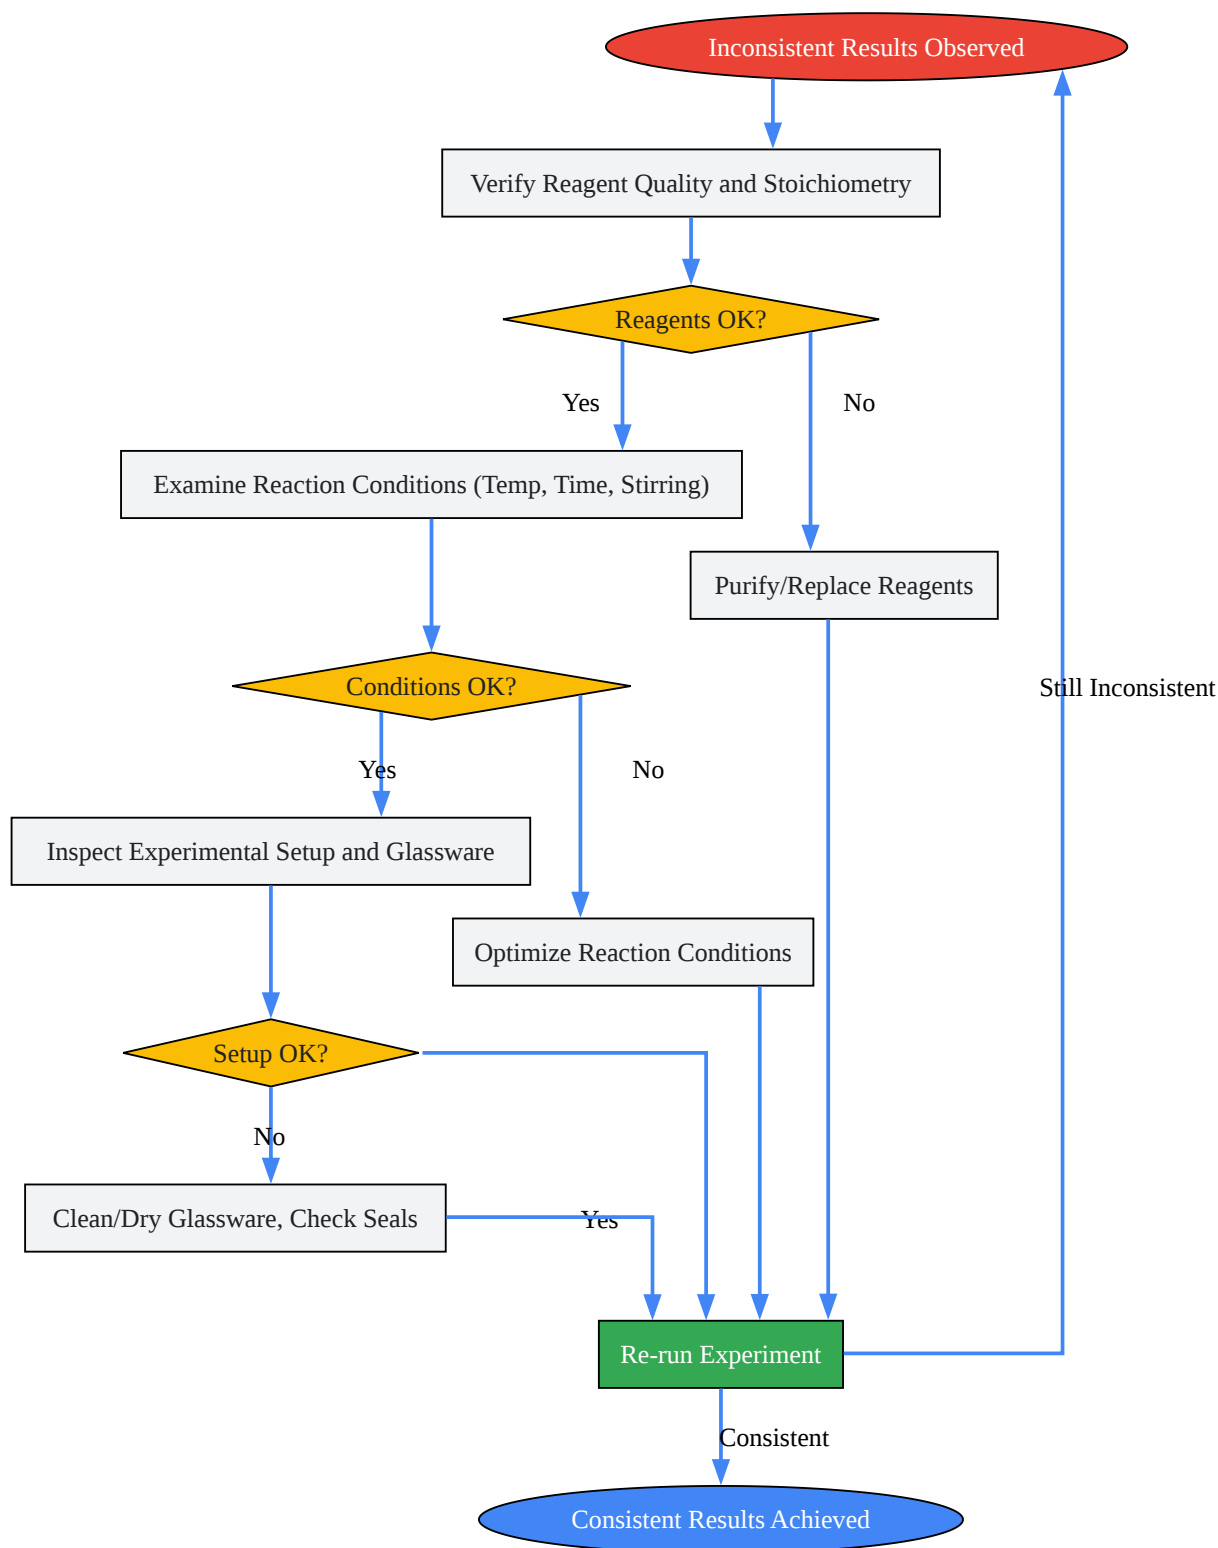 Inconsistent Results Observed
Verify Reagent Quality and Stoichiometry
Reagents OK?
Yes
No
Examine Reaction Conditions (Temp, Time, Stirring)
Purify/Replace Reagents
Conditions OK?
Still Inconsistent
Yes
No
Inspect Experimental Setup and Glassware
Optimize Reaction Conditions
Setup OK?
No
Clean/Dry Glassware, Check Seals
Yes
Re-run Experiment
Consistent
Consistent Results Achieved